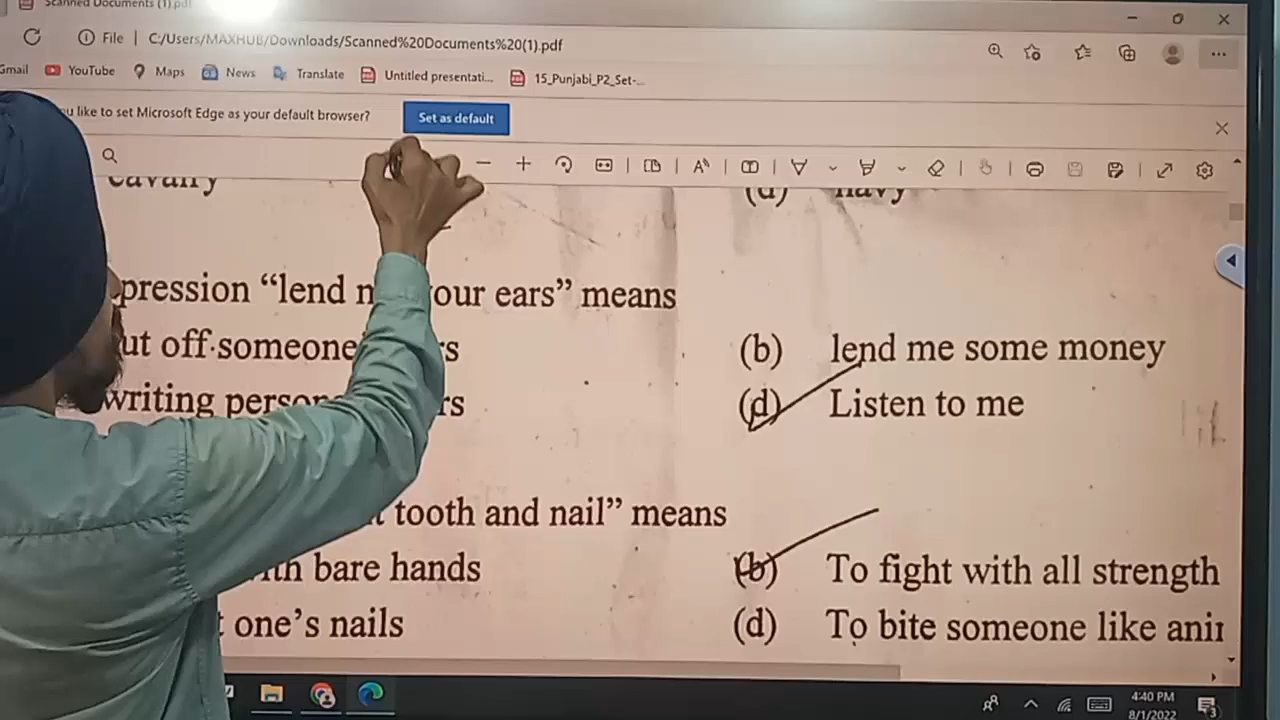 Scanned Documents (1).pdf
File | C:/Users/MAXHUB/Downloads/Scanned%20Documents%20(1).pdf
Gmail YouTube Maps News Translate Untitled presentati... 15_Punjabi_P2_Set-...
u like to set Microsoft Edge as your default browser? Set as default
cavalry (d) navy
pression “lend m our ears” means
ut off someone s
(b) lend me some money
writing person rs
(d) Listen to me
tooth and nail” means
ith bare hands
(b) To fight with all strength
one’s nails
(d) To bite someone like ani
4:40 PM
8/1/2022